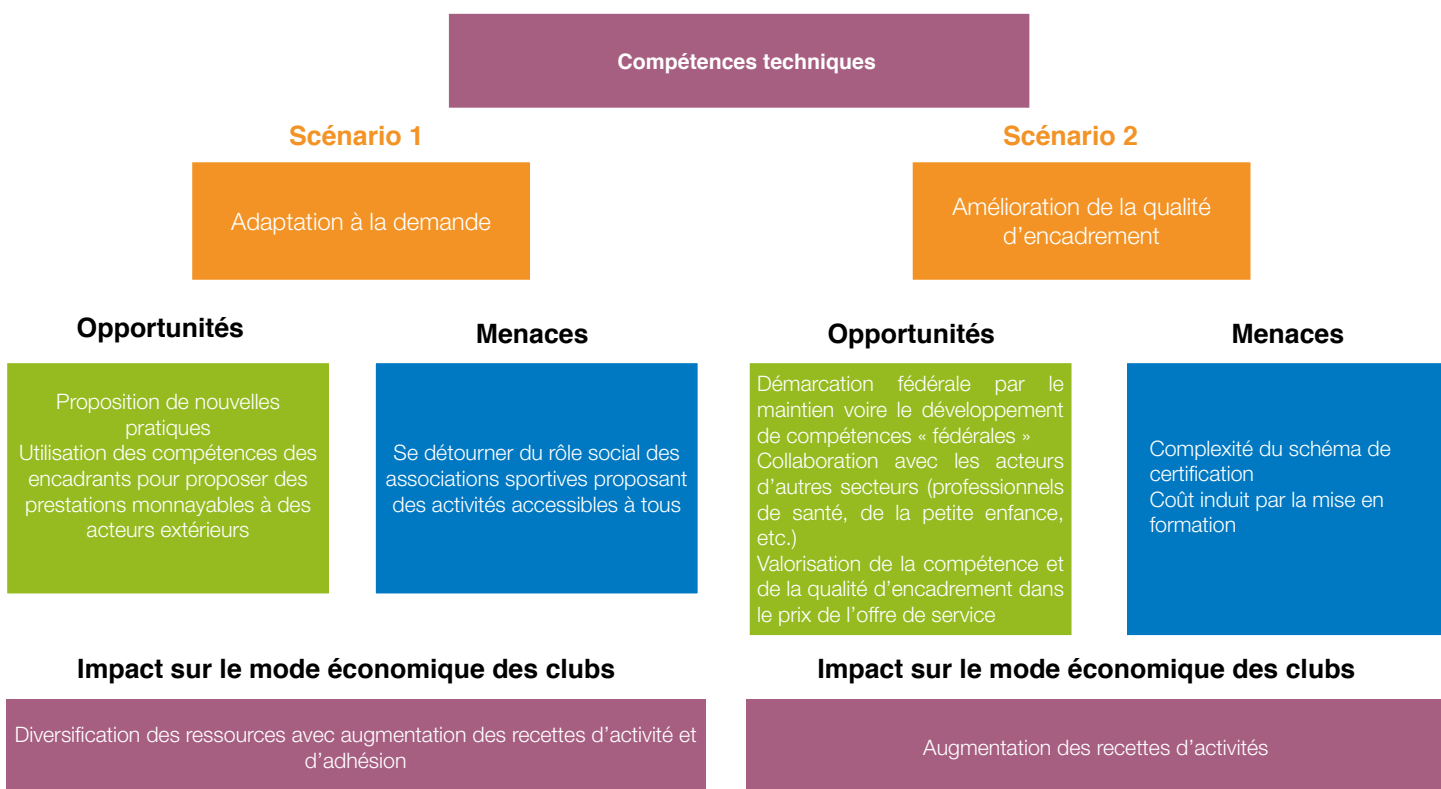 Compétences techniques
Scénario 1
Adaptation à la demande
Opportunités
Proposition de nouvelles
pratiques
Utilisation des compétences des
encadrants pour proposer des
prestations monnayables à des
acteurs extérieurs
Menaces
Se détourner du rôle social des
associations sportives proposant
des activités accessibles à tous
Impact sur le mode économique des clubs
Diversification des ressources avec augmentation des recettes d’activité et
d’adhésion
Scénario 2
Amélioration de la qualité
d’encadrement
Opportunités
Démarcation fédérale par le
maintien voire le développement
de compétences « fédérales »
Collaboration avec les acteurs
d’autres secteurs (professionnels
de santé, de la petite enfance,
etc.)
Valorisation de la compétence et
de la qualité d’encadrement dans
le prix de l’offre de service
Menaces
Complexité du schéma de
certification
Coût induit par la mise en
formation
Impact sur le mode économique des clubs
Augmentation des recettes d’activités